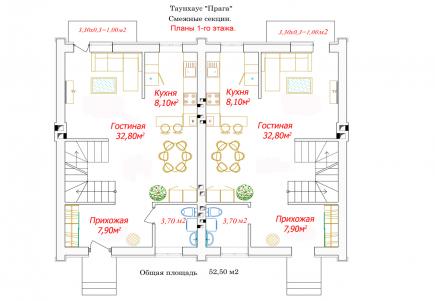 Таунхаус "Прага"
Смежные секции.
Планы 1-го этажа.
3,30х0,3=1,00м2
3,30х0,3=1,00м2
Кухня
8,10м²
Кухня
8,10м²
Гостиная
32,80м²
Гостиная
32,80м²
Прихожая
7,90м²
3,70 м2
3,70 м2
Прихожая
7,90м²
Общая площадь 52,50 м2